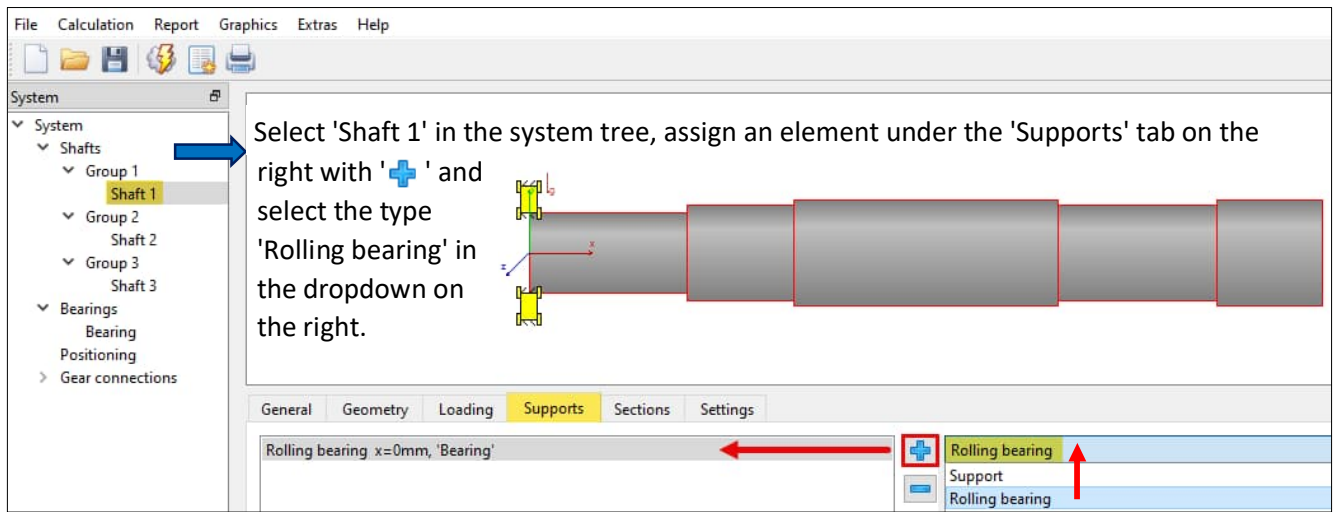 File Calculation Report Graphics Extras Help
System
System
Shafts
Group 1
Shaft 1
Group 2
Shaft 2
Group 3
Shaft 3
Bearings
Bearing
Positioning
Gear connections
Select 'Shaft 1' in the system tree, assign an element under the 'Supports' tab on the
right with ' ' and
select the type
'Rolling bearing' in
the dropdown on
the right.
g
x
z
General Geometry Loading Supports Sections Settings
Rolling bearing x=0mm, 'Bearing'
Rolling bearing
Support
Rolling bearing